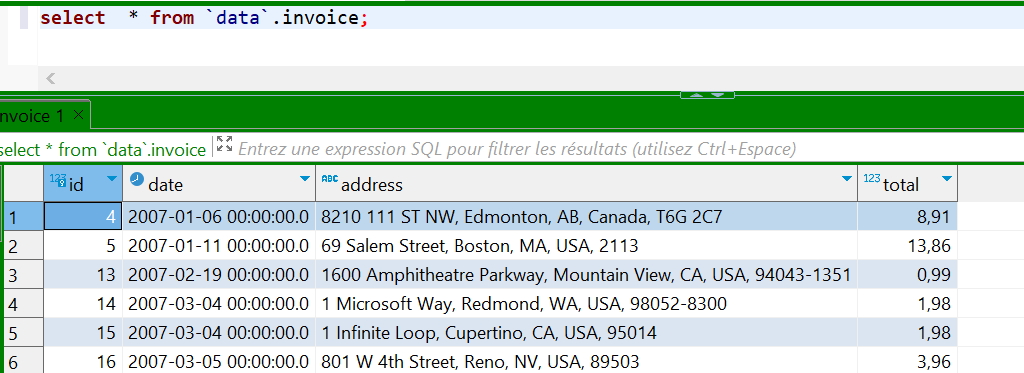 select * from `data`.invoice;
nvoice 1
select * from `data`.invoice Entrez une expression SQL pour filtrer les résultats (utilisez Ctrl+Espace)
123 id date ABC address 123 total
1 4 2007-01-06 00:00:00.0 8210 111 ST NW, Edmonton, AB, Canada, T6G 2C7 8,91
2 5 2007-01-11 00:00:00.0 69 Salem Street, Boston, MA, USA, 2113 13,86
3 13 2007-02-19 00:00:00.0 1600 Amphitheatre Parkway, Mountain View, CA, USA, 94043-1351 0,99
4 14 2007-03-04 00:00:00.0 1 Microsoft Way, Redmond, WA, USA, 98052-8300 1,98
5 15 2007-03-04 00:00:00.0 1 Infinite Loop, Cupertino, CA, USA, 95014 1,98
6 16 2007-03-05 00:00:00.0 801 W 4th Street, Reno, NV, USA, 89503 3,96